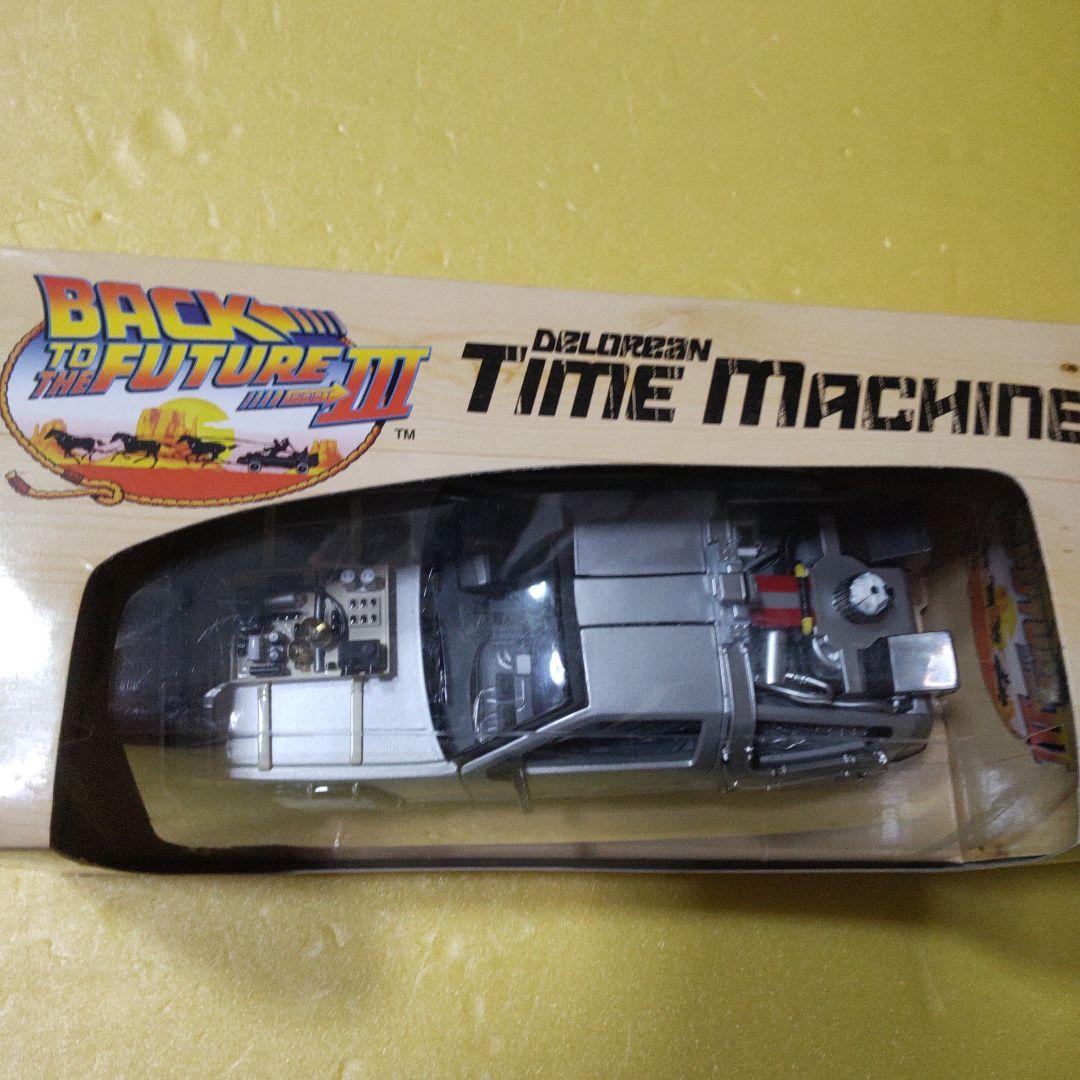 BACK
TO
THE FUTURE III
TM
DELOREAN
TIME MACHINE